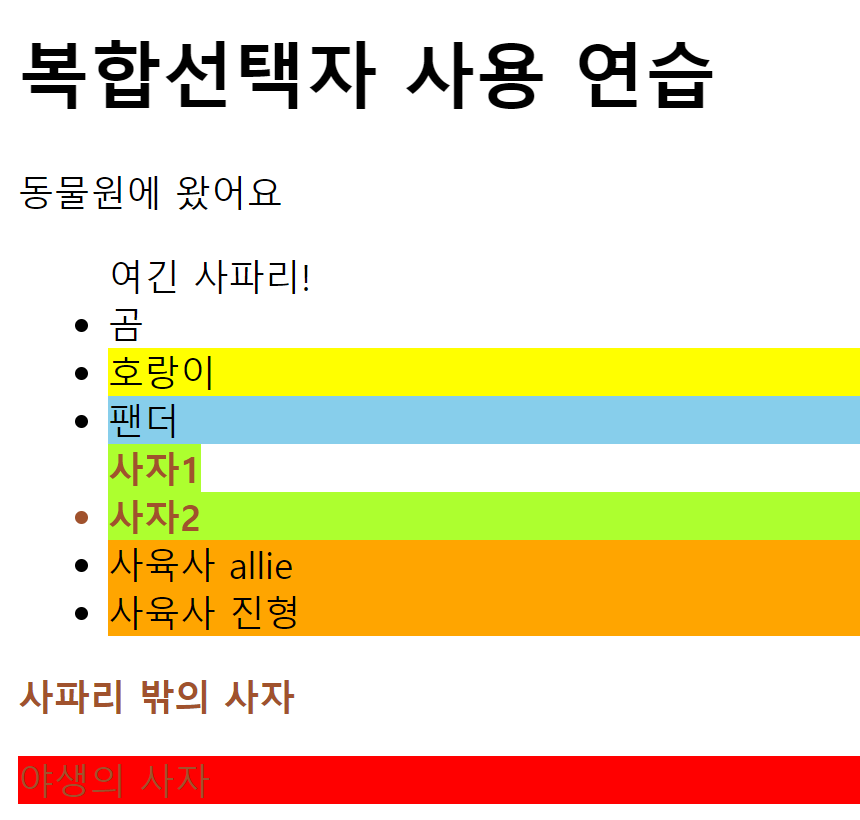 복합선택자 사용 연습
동물원에 왔어요
여긴 사파리!
곰
호랑이
팬더
사자1
사자2
사육사 allie
사육사 진형
사파리 밖의 사자
야생의 사자